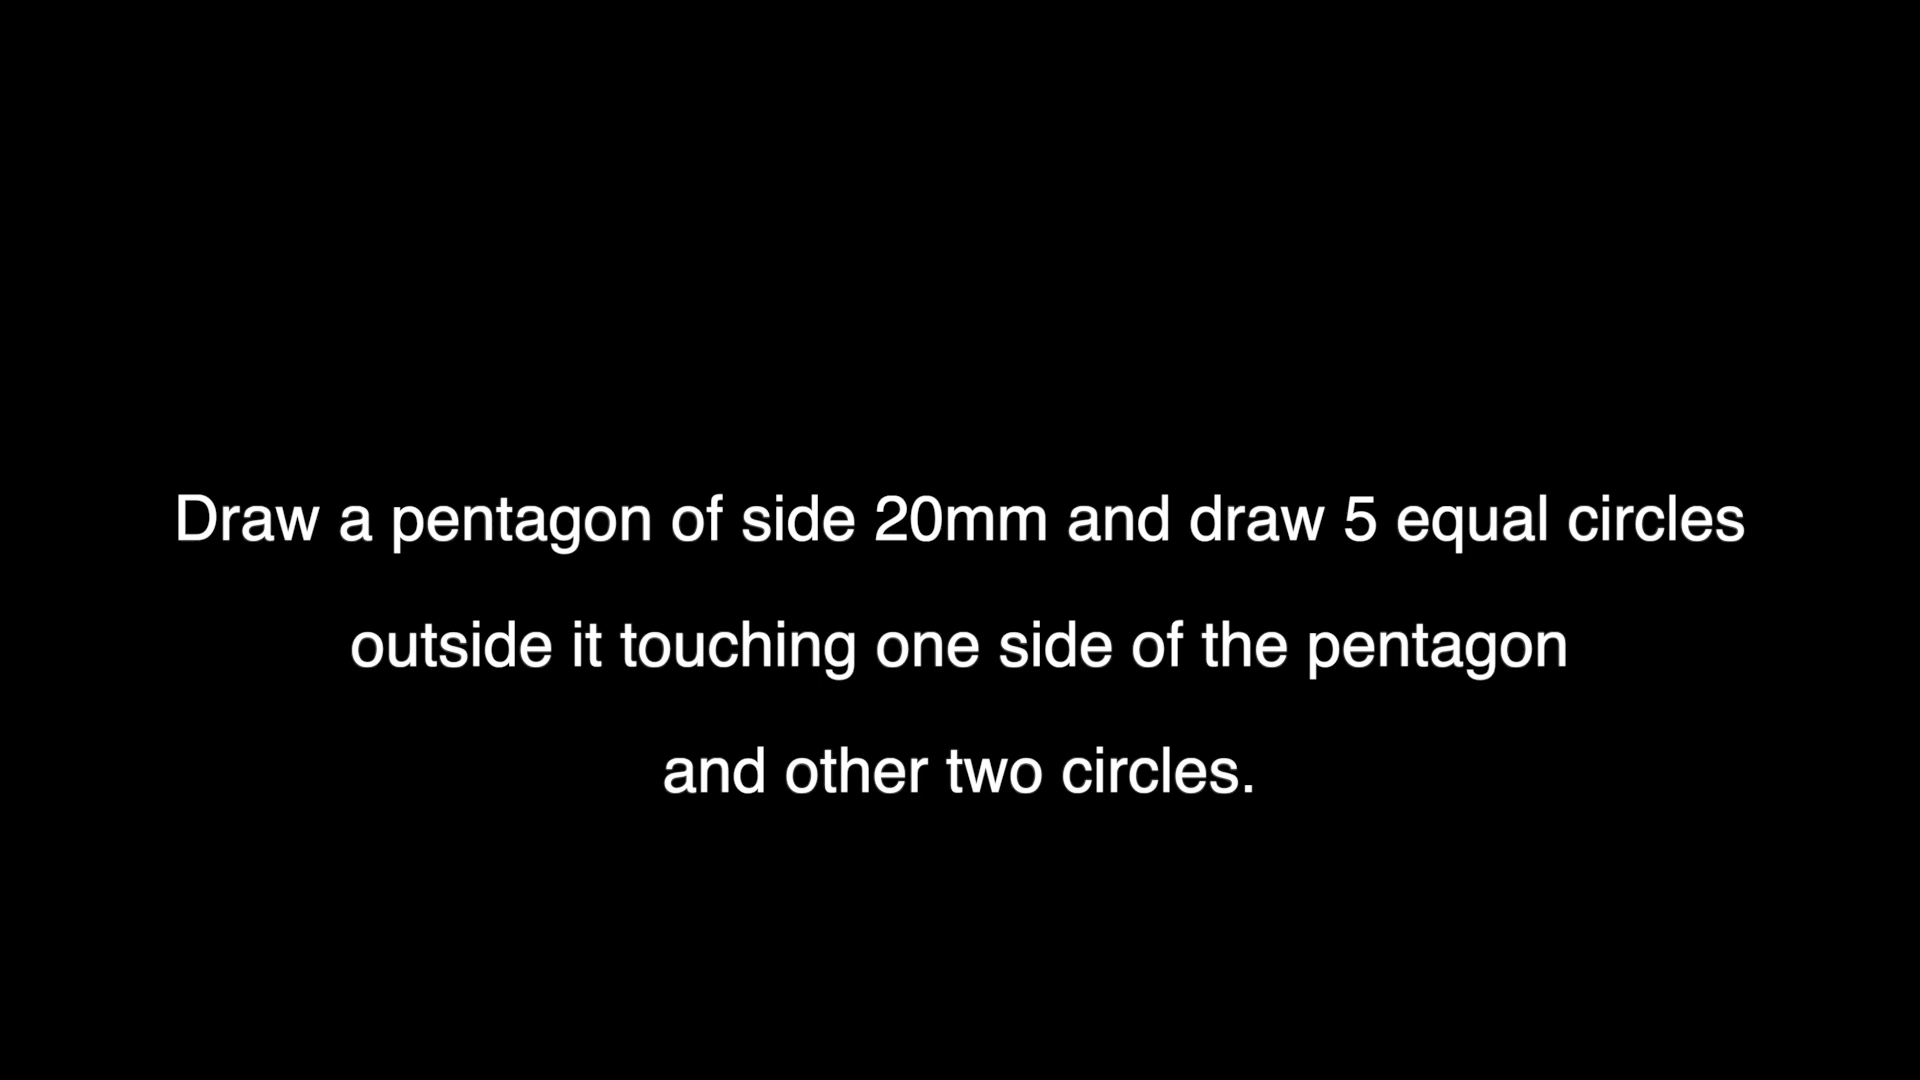 Draw a pentagon of side 20mm and draw 5 equal circles
outside it touching one side of the pentagon
and other two circles.